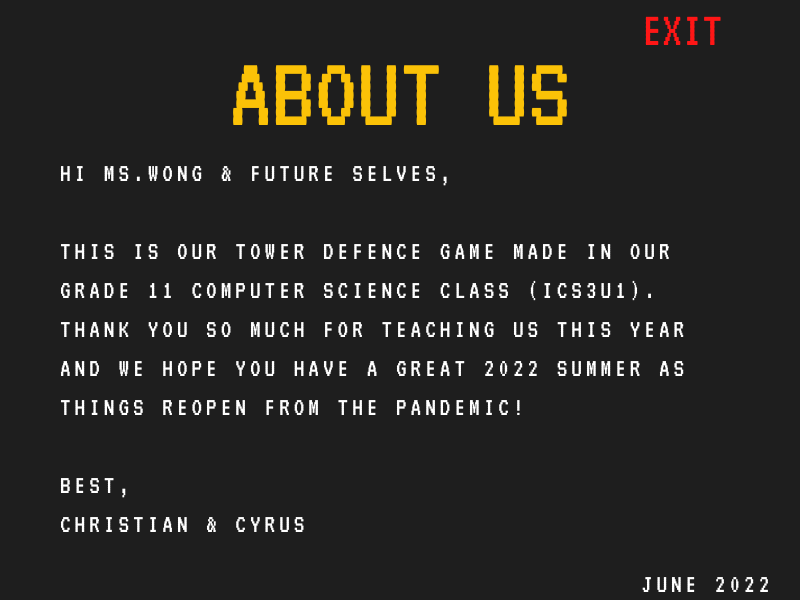 EXIT
ABOUT US
HI MS.WONG & FUTURE SELVES,
THIS IS OUR TOWER DEFENCE GAME MADE IN OUR
GRADE 11 COMPUTER SCIENCE CLASS (ICS3U1).
THANK YOU SO MUCH FOR TEACHING US THIS YEAR
AND WE HOPE YOU HAVE A GREAT 2022 SUMMER AS
THINGS REOPEN FROM THE PANDEMIC!
BEST,
CHRISTIAN & CYRUS
JUNE 2022